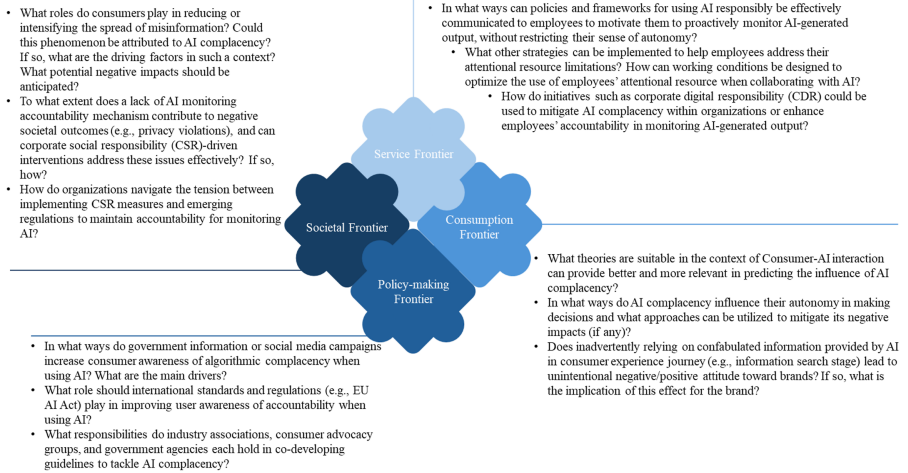 • What roles do consumers play in reducing or
intensifying the spread of misinformation? Could
this phenomenon be attributed to AI complacency?
If so, what are the driving factors in such a context?
What potential negative impacts should be
anticipated?
• To what extent does a lack of AI monitoring
accountability mechanism contribute to negative
societal outcomes (e.g., privacy violations), and can
corporate social responsibility (CSR)-driven
interventions address these issues effectively? If so,
how?
• How do organizations navigate the tension between
implementing CSR measures and emerging
regulations to maintain accountability for monitoring
AI?
• In what ways can policies and frameworks for using AI responsibly be effectively
communicated to employees to motivate them to proactively monitor AI-generated
output, without restricting their sense of autonomy?
• What other strategies can be implemented to help employees address their
attentional resource limitations? How can working conditions be designed to
optimize the use of employees' attentional resource when collaborating with AI?
• How do initiatives such as corporate digital responsibility (CDR) could be
used to mitigate AI complacency within organizations or enhance
employees' accountability in monitoring AI-generated output?
Service Frontier
Societal Frontier
Consumption
Frontier
Policy-making
Frontier
• What theories are suitable in the context of Consumer-AI interaction
can provide better and more relevant in predicting the influence of AI
complacency?
• In what ways do AI complacency influence their autonomy in making
decisions and what approaches can be utilized to mitigate its negative
impacts (if any)?
• Does inadvertently relying on confabulated information provided by AI
in consumer experience journey (e.g., information search stage) lead to
unintentional negative/positive attitude toward brands? If so, what is
the implication of this effect for the brand?
• In what ways do government information or social media campaigns
increase consumer awareness of algorithmic complacency when
using AI? What are the main drivers?
• What role should international standards and regulations (e.g., EU
AI Act) play in improving user awareness of accountability when
using AI?
• What responsibilities do industry associations, consumer advocacy
groups, and government agencies each hold in co-developing
guidelines to tackle AI complacency?